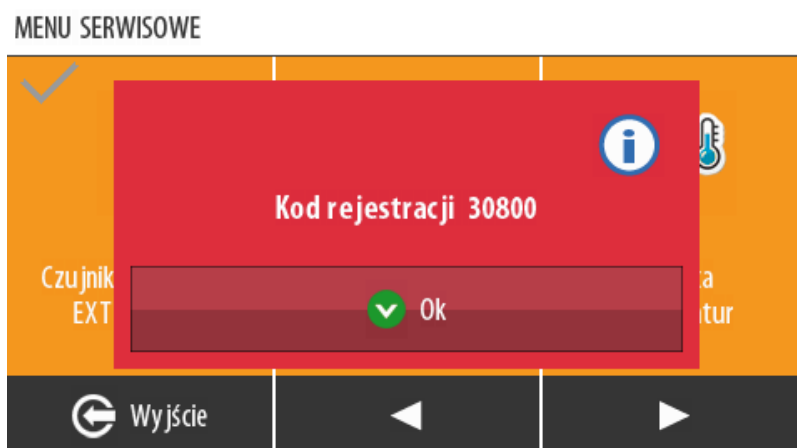 MENU SERWISOWE
Kod rejestracji 30800
Ok
Czujnik
EXT
Wyjście